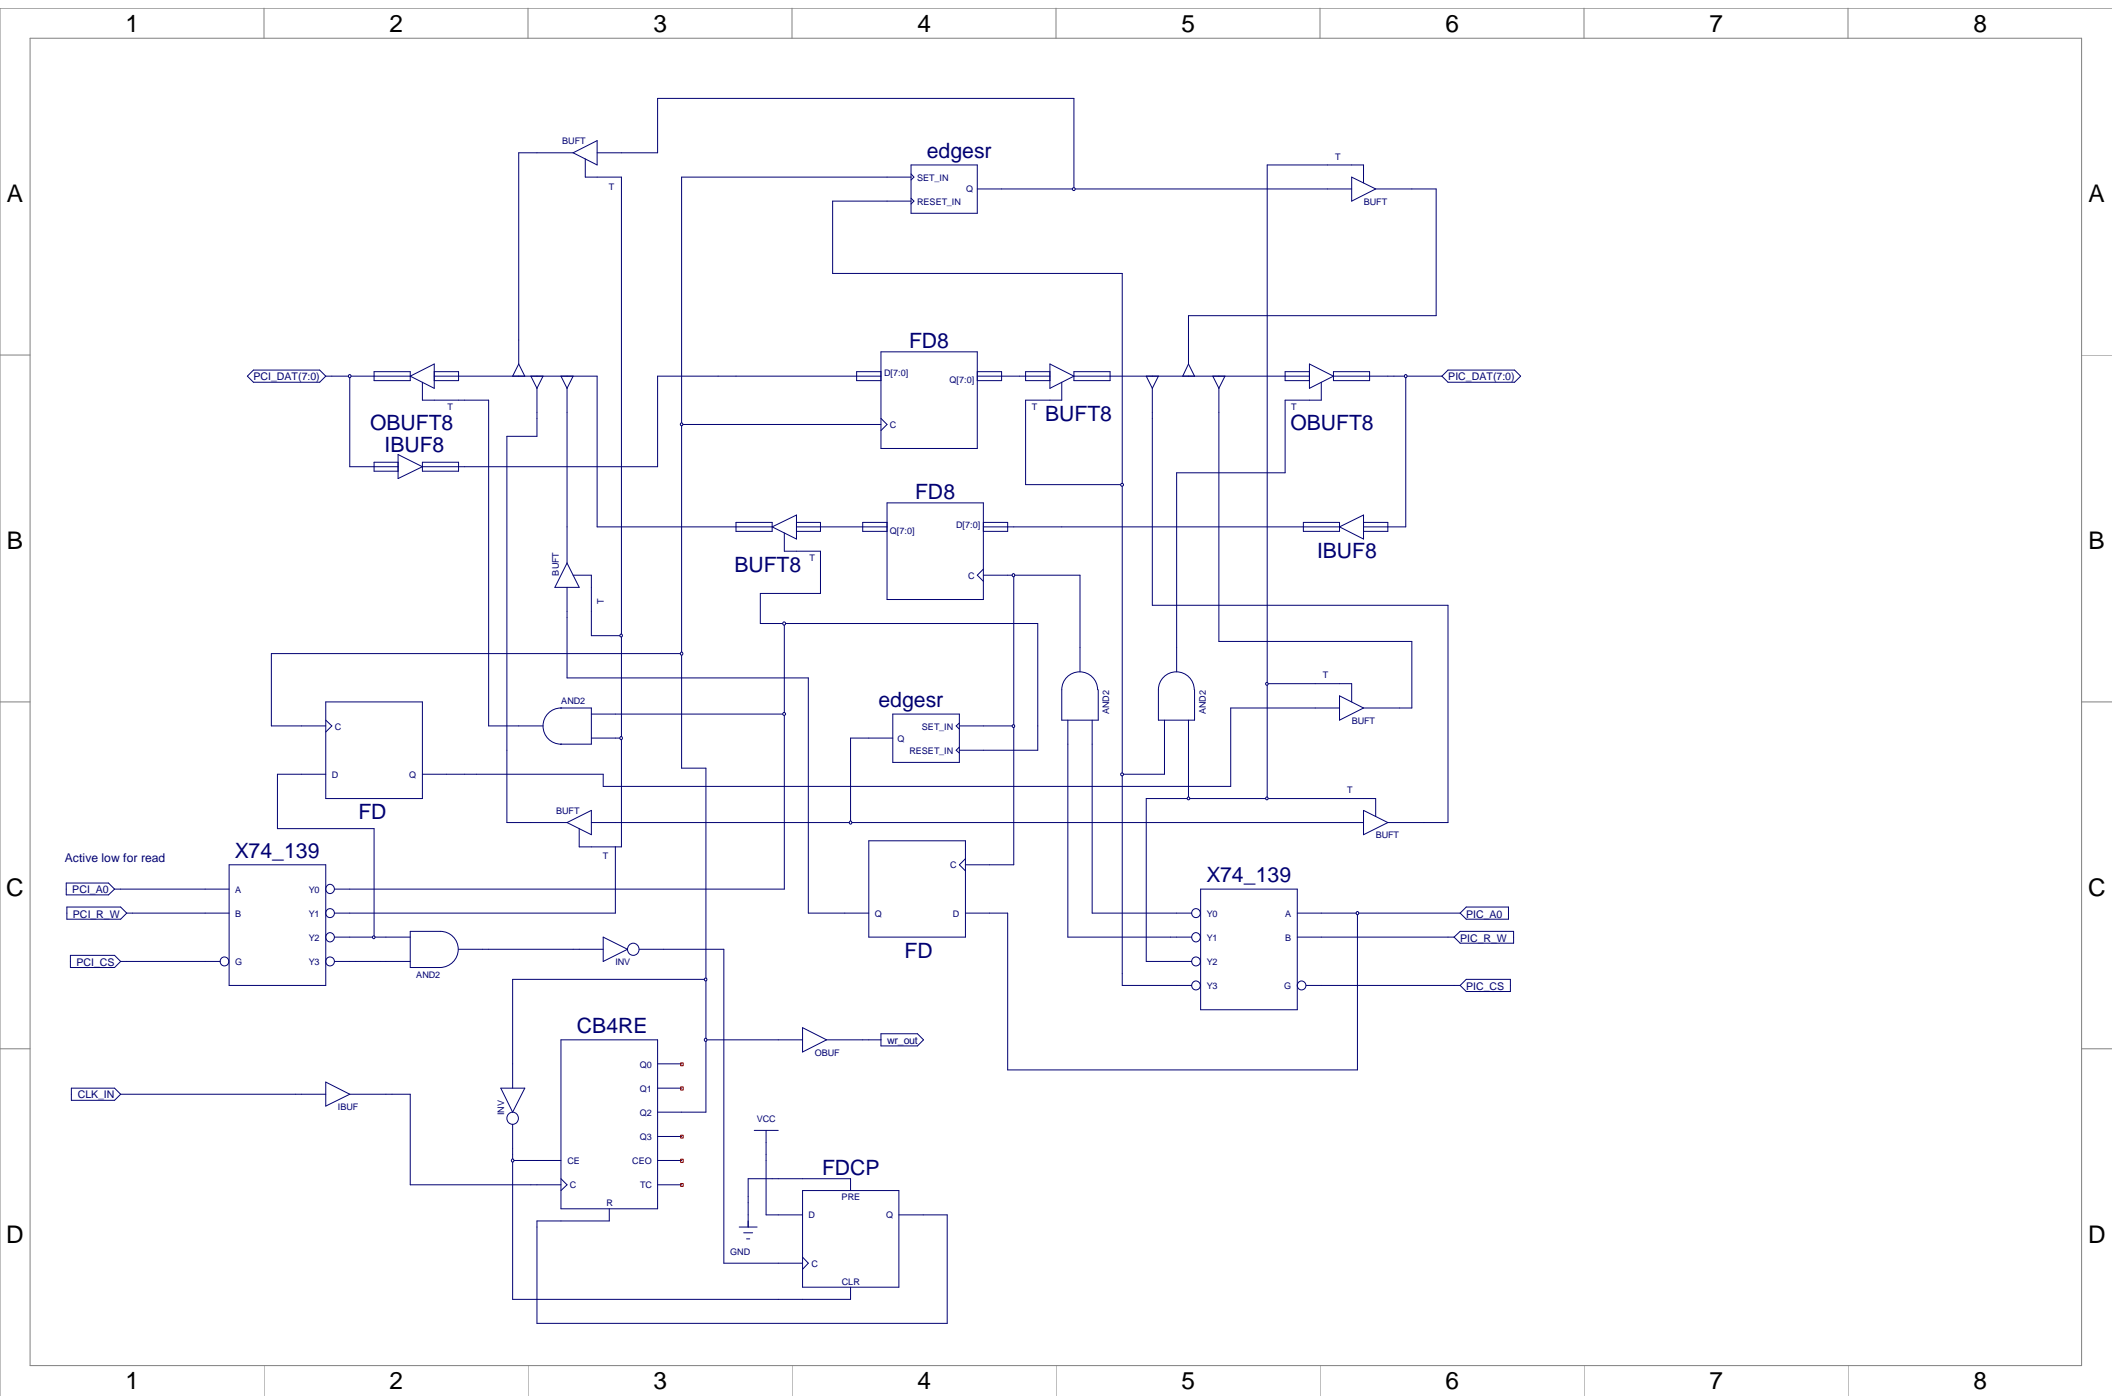 1 2 3 4 5 6 7 8
BUFT
T
edgesr
SET_IN
Q
RESET_IN
T
BUFT
A
A
FD8
D[7:0]
Q[7:0]
C
PCI_DAT(7:0)
T
OBUFT8
IBUF8
T
BUFT8
T
OBUFT8
PIC_DAT(7:0)
FD8
Q[7:0]
D[7:0]
C
BUFT8
T
IBUF8
B
B
BUFT
T
AND2
edgesr
SET_IN
Q
RESET_IN
AND2
AND2
T
BUFT
C
D
Q
FD
BUFT
T
T
BUFT
Active low for read
X74_139
PCI_A0
A
Y0
PCI_R_W
B
Y1
Y2
PCI_CS
G
Y3
AND2
INV
C
Q
D
FD
X74_139
Y0
A
PIC_A0
Y1
B
PIC_R_W
Y2
Y3
G
PIC_CS
C
C
CB4RE
Q0
Q1
Q2
Q3
CE
CEO
C
TC
R
OBUF
wr_out
CLK_IN
IBUF
INV
VCC
FDCP
PRE
D
Q
GND
C
CLR
D
D
1 2 3 4 5 6 7 8